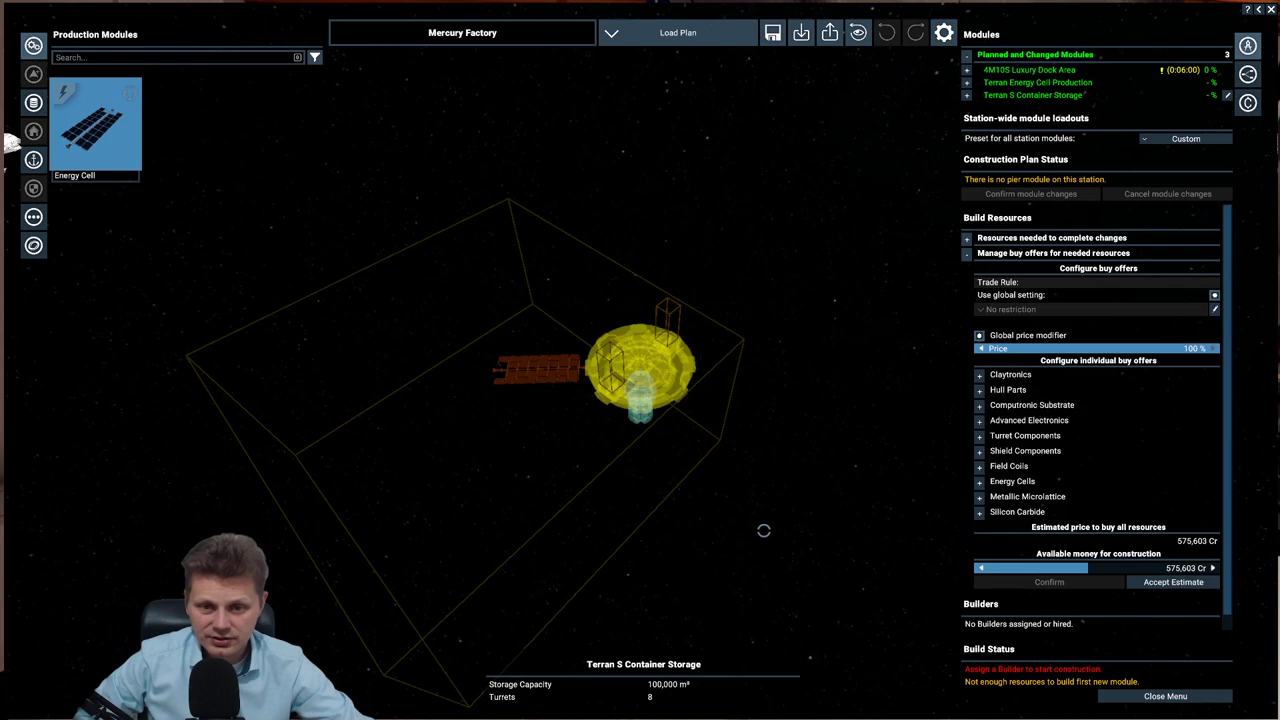 Production Modules
Search...
Energy Cell
Mercury Factory
Load Plan
Modules
Planned and Changed Modules 3
4M10S Luxury Dock Area (0:06:00) 0 %
Terran Energy Cell Production - %
Terran S Container Storage - %
Station-wide module loadouts
Preset for all station modules: Custom
Construction Plan Status
There is no pier module on this station.
Confirm module changes Cancel module changes
Build Resources
Resources needed to complete changes
Manage buy offers for needed resources
Configure buy offers
Trade Rule:
Use global setting:
No restriction
Global price modifier
Price 100 %
Configure individual buy offers
Claytronics
Hull Parts
Computronic Substrate
Advanced Electronics
Turret Components
Shield Components
Field Coils
Energy Cells
Metallic Microlattice
Silicon Carbide
Estimated price to buy all resources
575,603 Cr
Available money for construction
575,603 Cr
Confirm Accept Estimate
Builders
No Builders assigned or hired.
Build Status
Assign a Builder to start construction.
Not enough resources to build first new module.
Close Menu
Terran S Container Storage
Storage Capacity 100,000 m³
Turrets 8